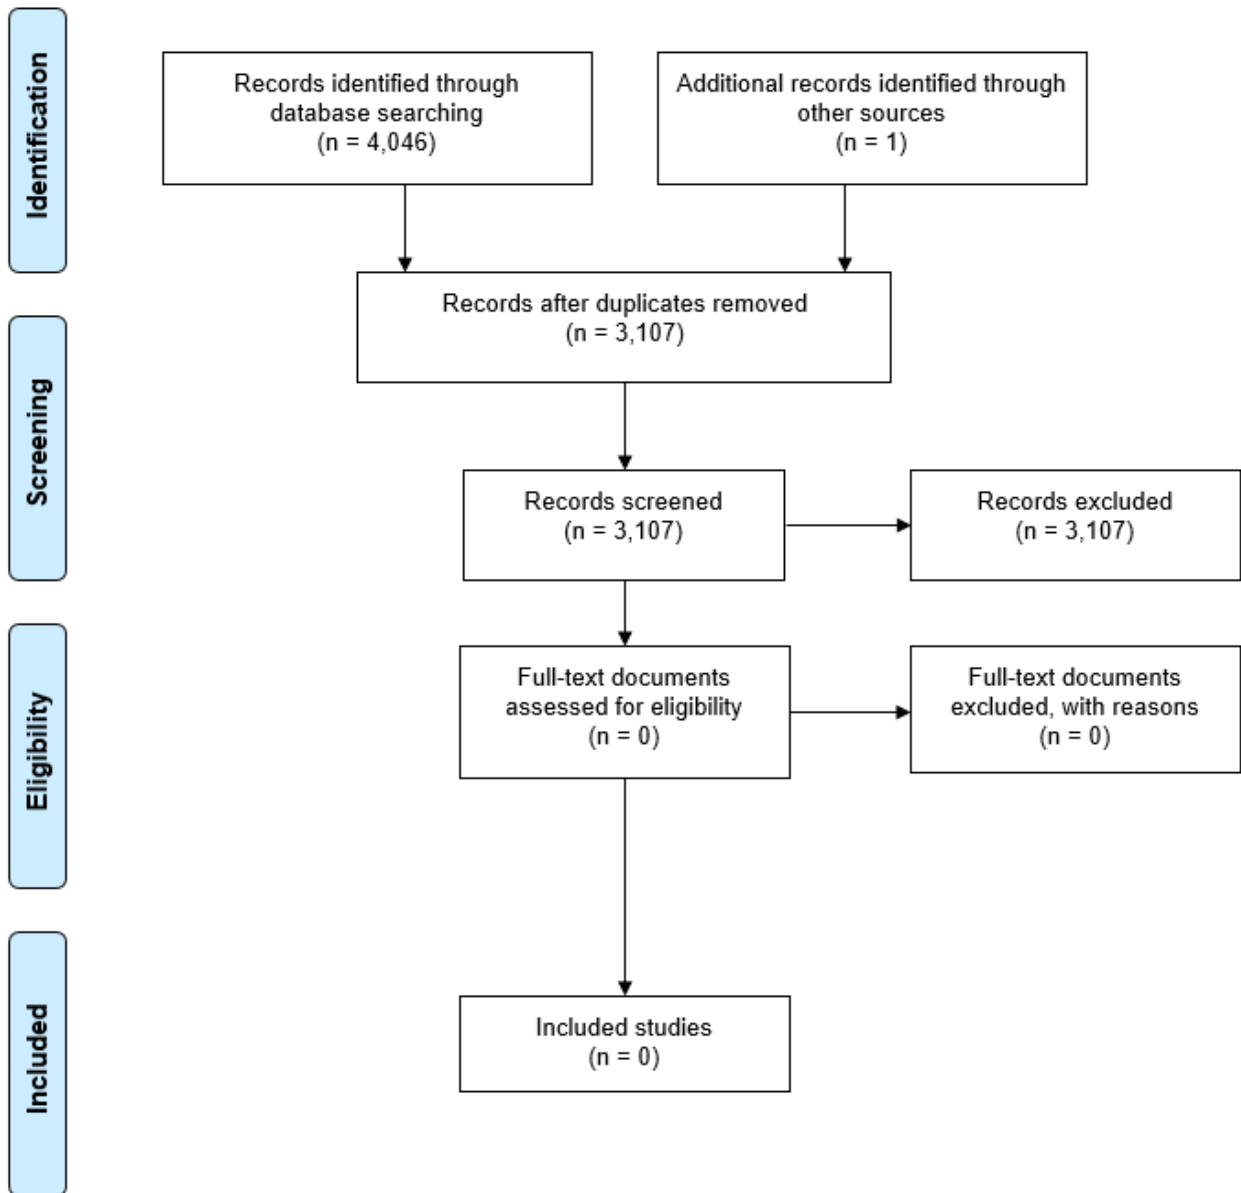 Identification
Records identified through
database searching
(n = 4,046)
Additional records identified through
other sources
(n = 1)
Records after duplicates removed
(n = 3,107)
Screening
Records screened
(n = 3,107)
Records excluded
(n = 3,107)
Eligibility
Full-text documents
assessed for eligibility
(n = 0)
Full-text documents
excluded, with reasons
(n = 0)
Included
Included studies
(n = 0)